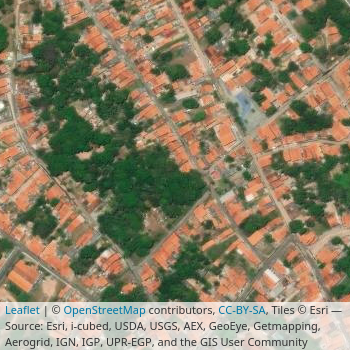 Leaflet | © OpenStreetMap contributors, CC-BY-SA, Tiles © Esri —
Source: Esri, i-cubed, USDA, USGS, AEX, GeoEye, Getmapping,
Aerogrid, IGN, IGP, UPR-EGP, and the GIS User Community